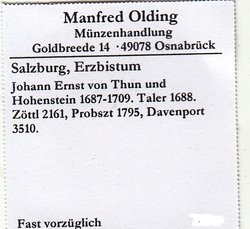 Manfred Olding
Münzenhandlung
Goldbreede 14 · 49078 Osnabrück
Salzburg, Erzbistum
Johann Ernst von Thun und
Hohenstein 1687-1709. Taler 1688.
Zöttl 2161, Probszt 1795, Davenport
3510.
Fast vorzüglich